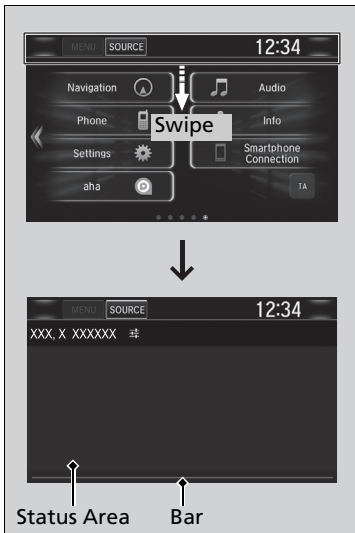 MENU SOURCE 12:34
Navigation Audio
Phone Info
Swipe
Settings Smartphone
Connection
aha TA
MENU SOURCE 12:34
XXX, X XXXXXX
Status Area Bar